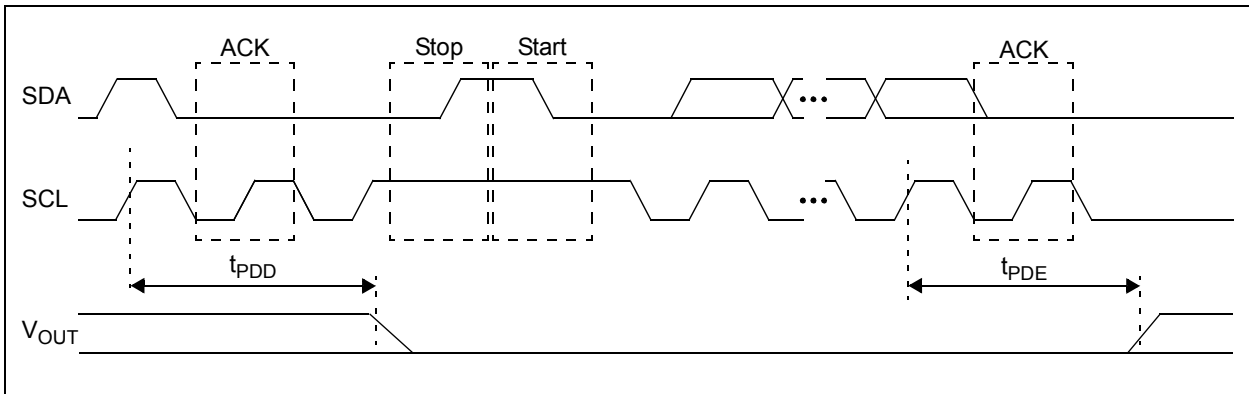 ACK Stop Start ACK
SDA •••
SCL •••
tPDD tPDE
VOUT